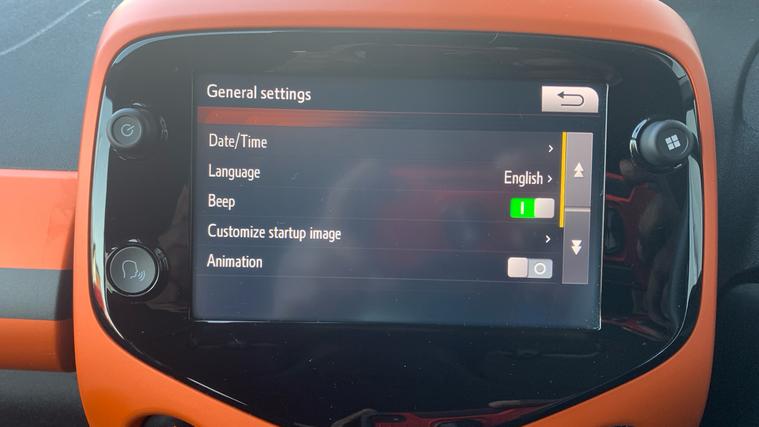 General settings
Date/Time
Language English
Beep
Customize startup image
Animation